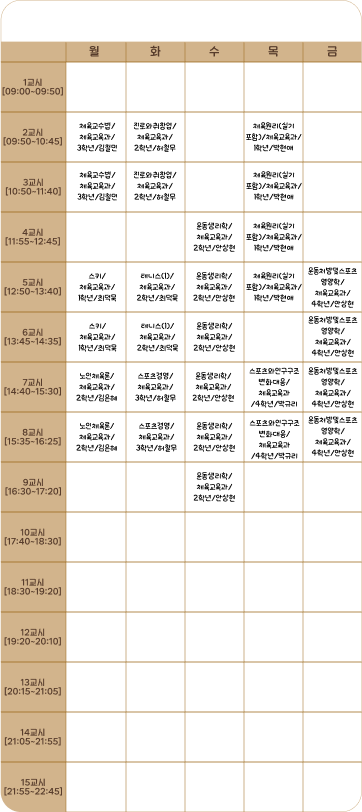 월 화 수 목 금
1교시
[09:00~09:50]
2교시
[09:50~10:45]
체육교수법/
체육교육과/
3학년/김철민
진로와취창업/
체육교육과/
2학년/허철무
체육원리(실기
포함)/체육교육과/
1학년/박현애
3교시
[10:50~11:40]
체육교수법/
체육교육과/
3학년/김철민
진로와취창업/
체육교육과/
2학년/허철무
체육원리(실기
포함)/체육교육과/
1학년/박현애
4교시
[11:55~12:45]
운동생리학/
체육교육과/
2학년/안상현
체육원리(실기
포함)/체육교육과/
1학년/박현애
5교시
[12:50~13:40]
스키/
체육교육과/
1학년/최덕묵
테니스(1)/
체육교육과/
2학년/최덕묵
운동생리학/
체육교육과/
2학년/안상현
체육원리(실기
포함)/체육교육과/
1학년/박현애
운동처방및스포츠
영양학/
체육교육과/
4학년/안상현
6교시
[13:45~14:35]
스키/
체육교육과/
1학년/최덕묵
테니스(1)/
체육교육과/
2학년/최덕묵
운동생리학/
체육교육과/
2학년/안상현
운동처방및스포츠
영양학/
체육교육과/
4학년/안상현
7교시
[14:40~15:30]
노인체육론/
체육교육과/
2학년/김은혜
스포츠경영/
체육교육과/
3학년/허철무
운동생리학/
체육교육과/
2학년/안상현
스포츠와인구구조
변화대응/
체육교육과
/4학년/박규리
운동처방및스포츠
영양학/
체육교육과/
4학년/안상현
8교시
[15:35~16:25]
노인체육론/
체육교육과/
2학년/김은혜
스포츠경영/
체육교육과/
3학년/허철무
운동생리학/
체육교육과/
2학년/안상현
스포츠와인구구조
변화대응/
체육교육과
/4학년/박규리
운동처방및스포츠
영양학/
체육교육과/
4학년/안상현
9교시
[16:30~17:20]
운동생리학/
체육교육과/
2학년/안상현
10교시
[17:40~18:30]
11교시
[18:30~19:20]
12교시
[19:20~20:10]
13교시
[20:15~21:05]
14교시
[21:05~21:55]
15교시
[21:55~22:45]